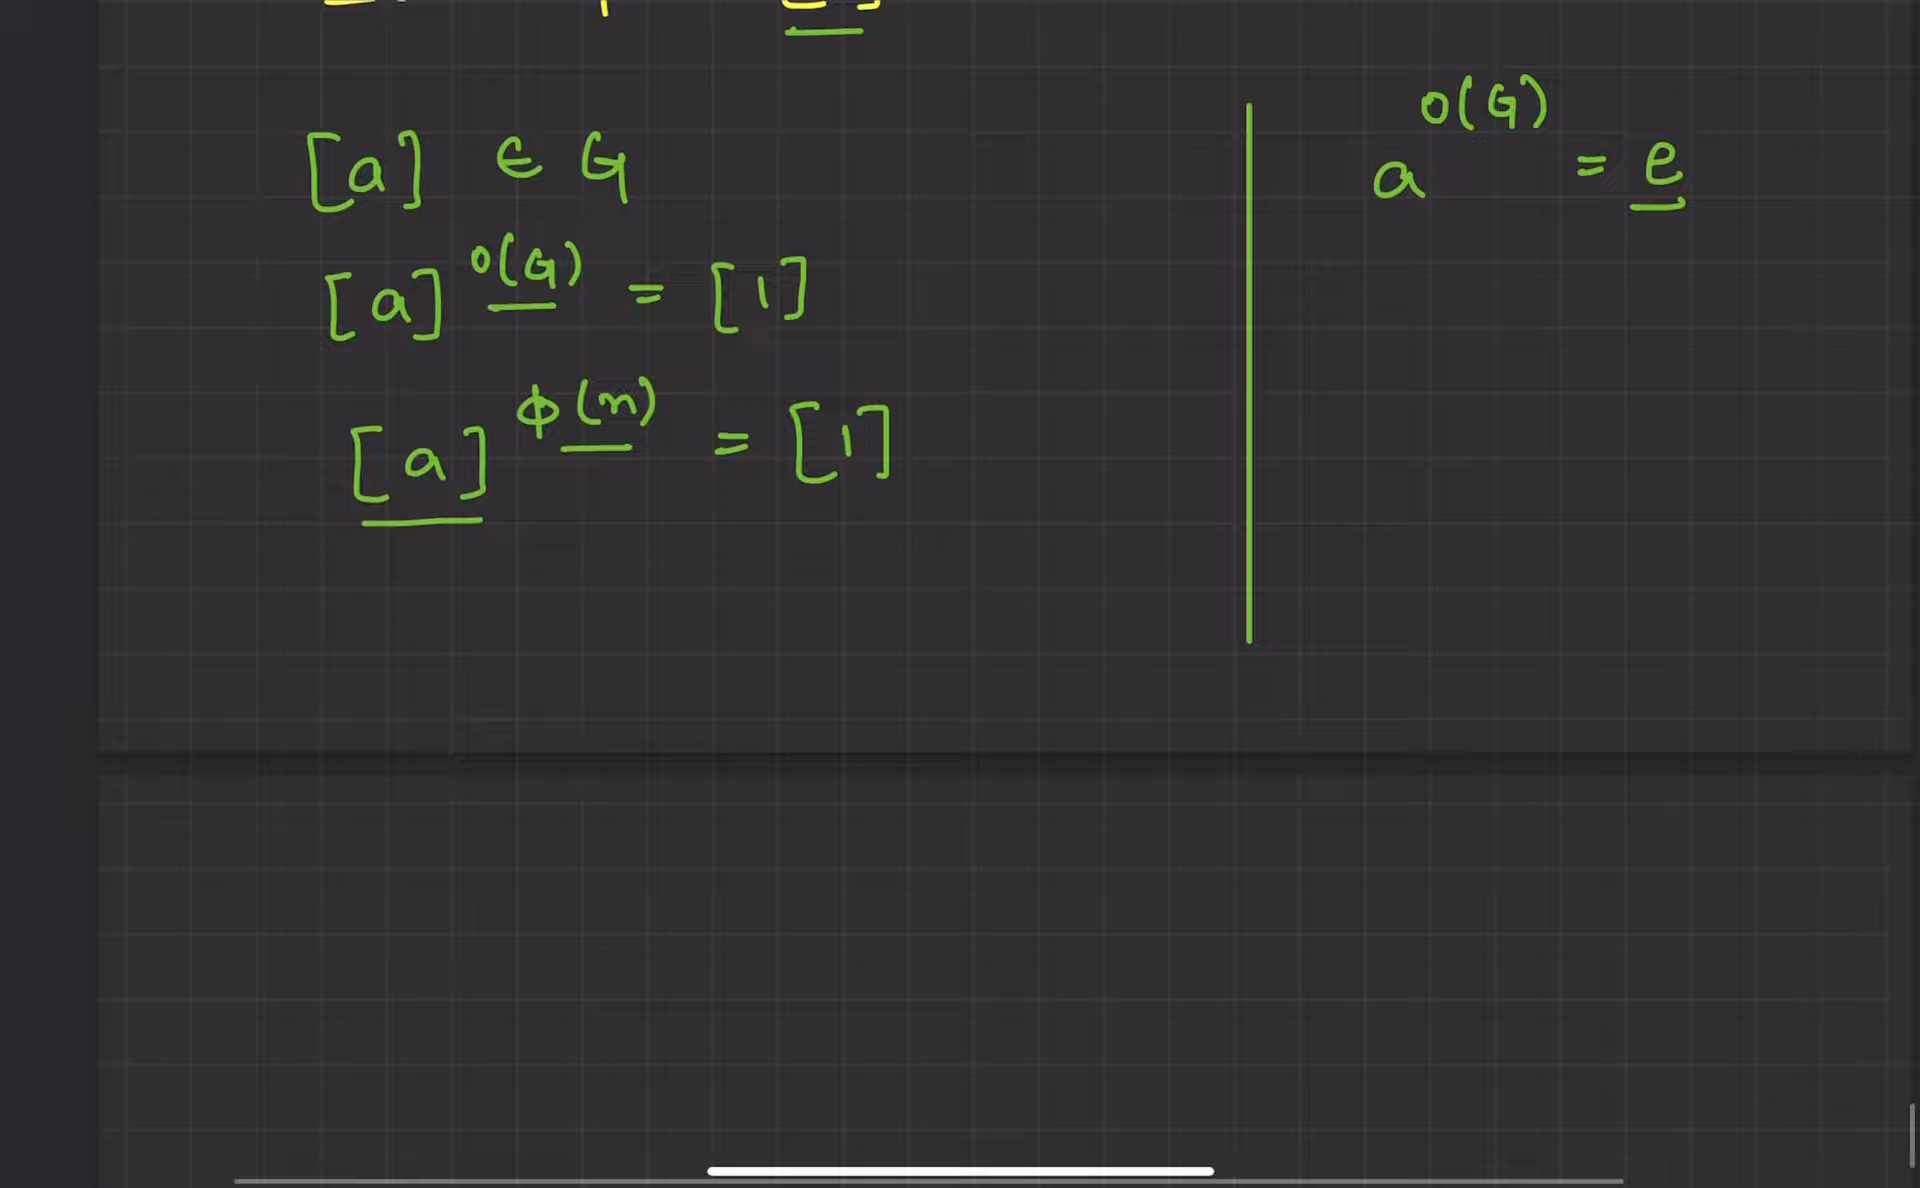 [a] ∈ G
[a]^{o(G)} = [1]
[a]^{ϕ(n)} = [1]
a^{o(G)} = e